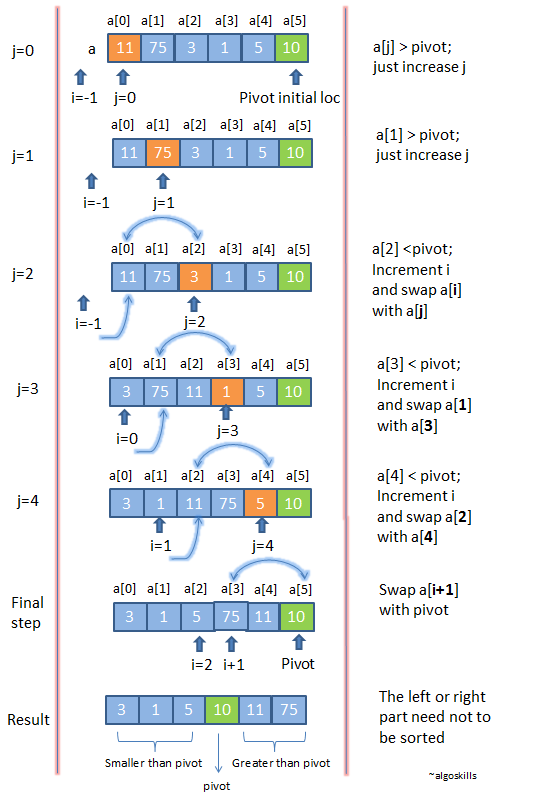 a[0] a[1] a[2] a[3] a[4] a[5]
j=0 a 11 75 3 1 5 10 a[j] > pivot;
just increase j
i=-1 j=0 Pivot initial loc
a[0] a[1] a[2] a[3] a[4] a[5]
j=1 11 75 3 1 5 10 a[1] > pivot;
just increase j
i=-1 j=1
a[0] a[1] a[2] a[3] a[4] a[5]
j=2 11 75 3 1 5 10 a[2] <pivot;
Increment i
and swap a[i]
with a[j]
i=-1 j=2
a[0] a[1] a[2] a[3] a[4] a[5]
j=3 3 75 11 1 5 10 a[3] < pivot;
Increment i
and swap a[1]
with a[3]
i=0 j=3
a[0] a[1] a[2] a[3] a[4] a[5]
j=4 3 1 11 75 5 10 a[4] < pivot;
Increment i
and swap a[2]
with a[4]
i=1 j=4
a[0] a[1] a[2] a[3] a[4] a[5]
Final
step
3 1 5 75 11 10
Swap a[i+1]
with pivot
i=2 i+1 Pivot
Result 3 1 5 10 11 75
The left or right
part need not to
be sorted
Smaller than pivot Greater than pivot
pivot
~algoskills